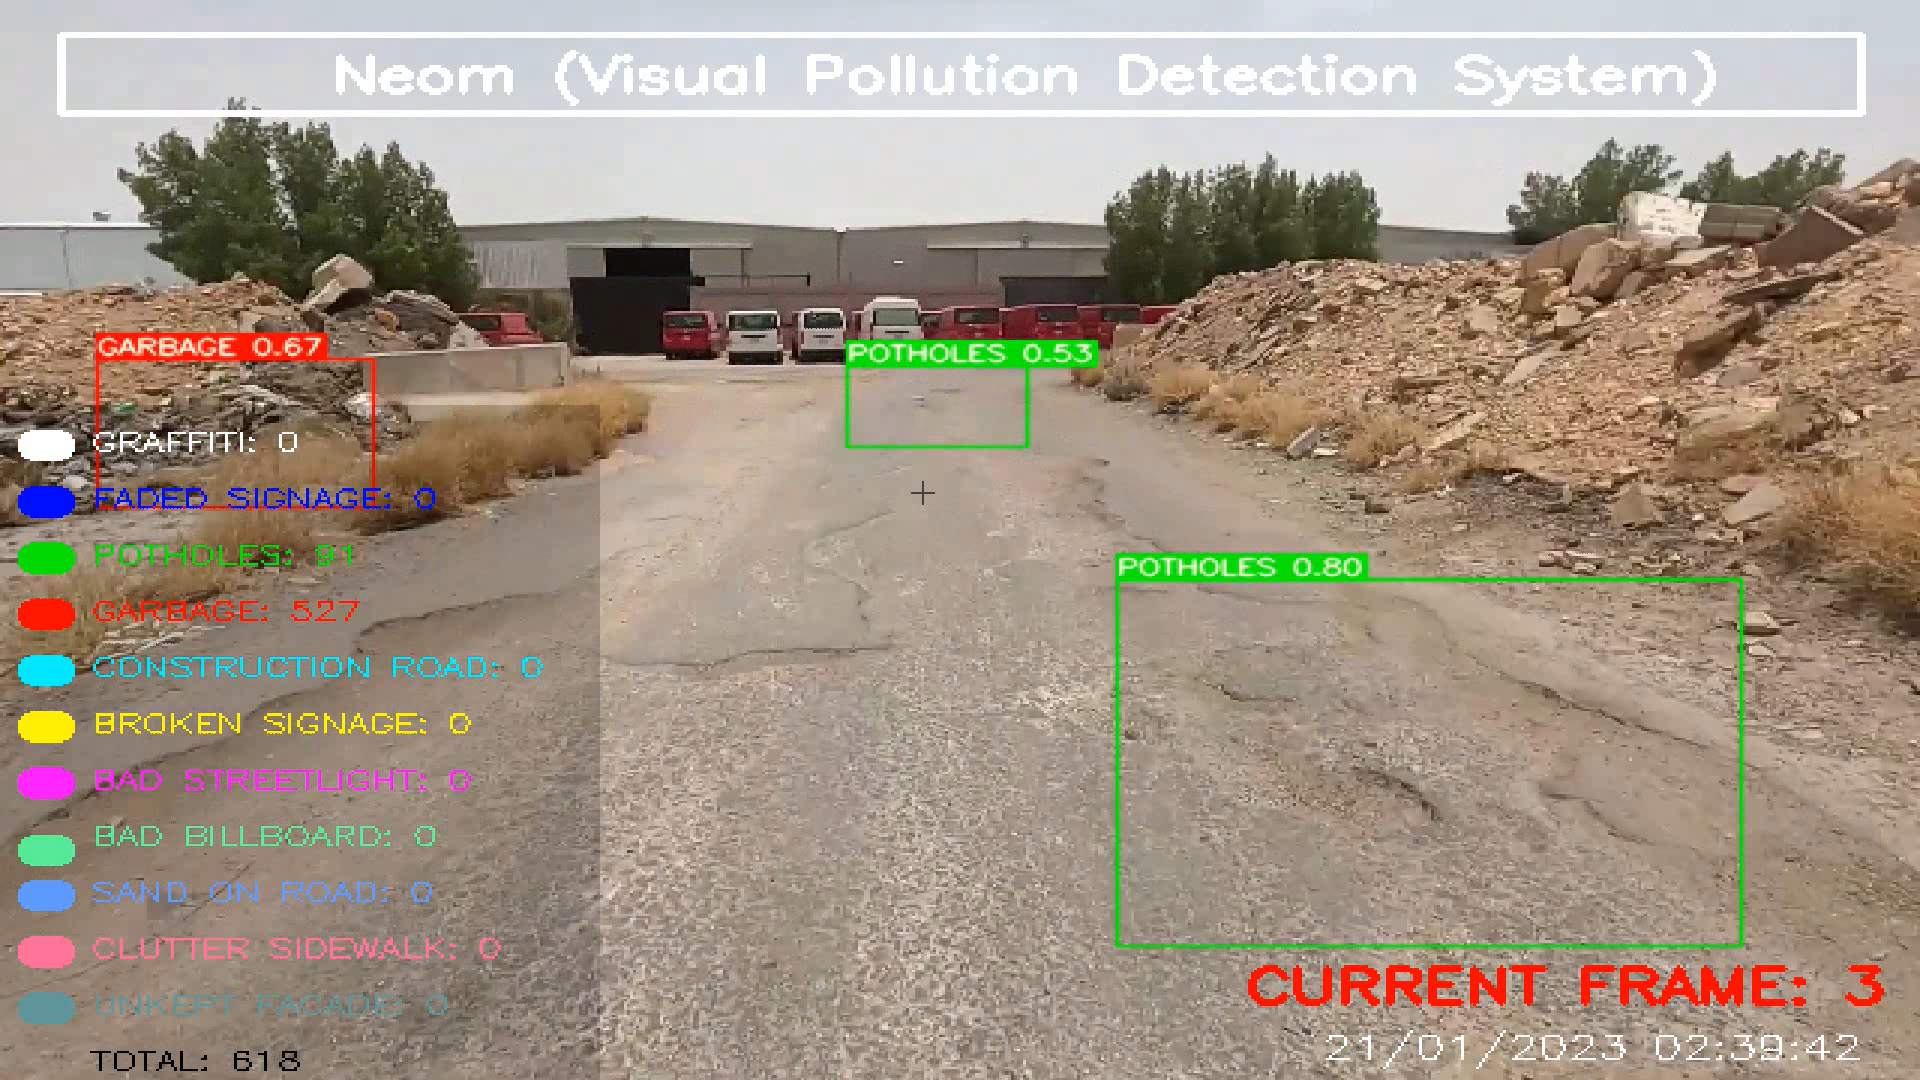 Neom (Visual Pollution Detection System)
GARBAGE 0.67
POTHOLES 0.53
GRAFFITI: 0
FADED SIGNAGE: 0
POTHOLES: 91
POTHOLES 0.80
GARBAGE: 527
CONSTRUCTION ROAD: 0
BROKEN SIGNAGE: 0
BAD STREETLIGHT: 0
BAD BILLBOARD: 0
SAND ON ROAD: 0
CLUTTER SIDEWALK: 0
CURRENT FRAME: 3
UNKEPT FACADE: 0
21/01/2023 02:39:42
TOTAL: 618